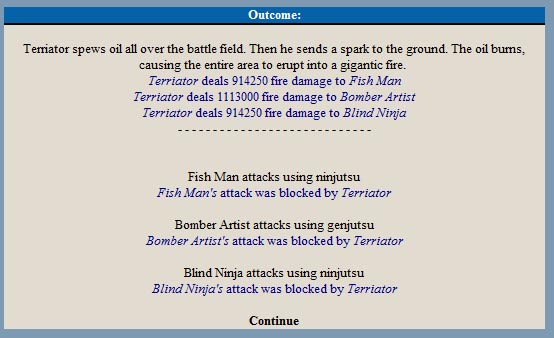 Outcome:
Terriator spews oil all over the battle field. Then he sends a spark to the ground. The oil burns,
causing the entire area to erupt into a gigantic fire.
Terriator deals 914250 fire damage to Fish Man
Terriator deals 1113000 fire damage to Bomber Artist
Terriator deals 914250 fire damage to Blind Ninja
- - - - - - - - - - - - - - - - - - - - - - - - - - - -
Fish Man attacks using ninjutsu
Fish Man's attack was blocked by Terriator
Bomber Artist attacks using genjutsu
Bomber Artist's attack was blocked by Terriator
Blind Ninja attacks using ninjutsu
Blind Ninja's attack was blocked by Terriator
Continue